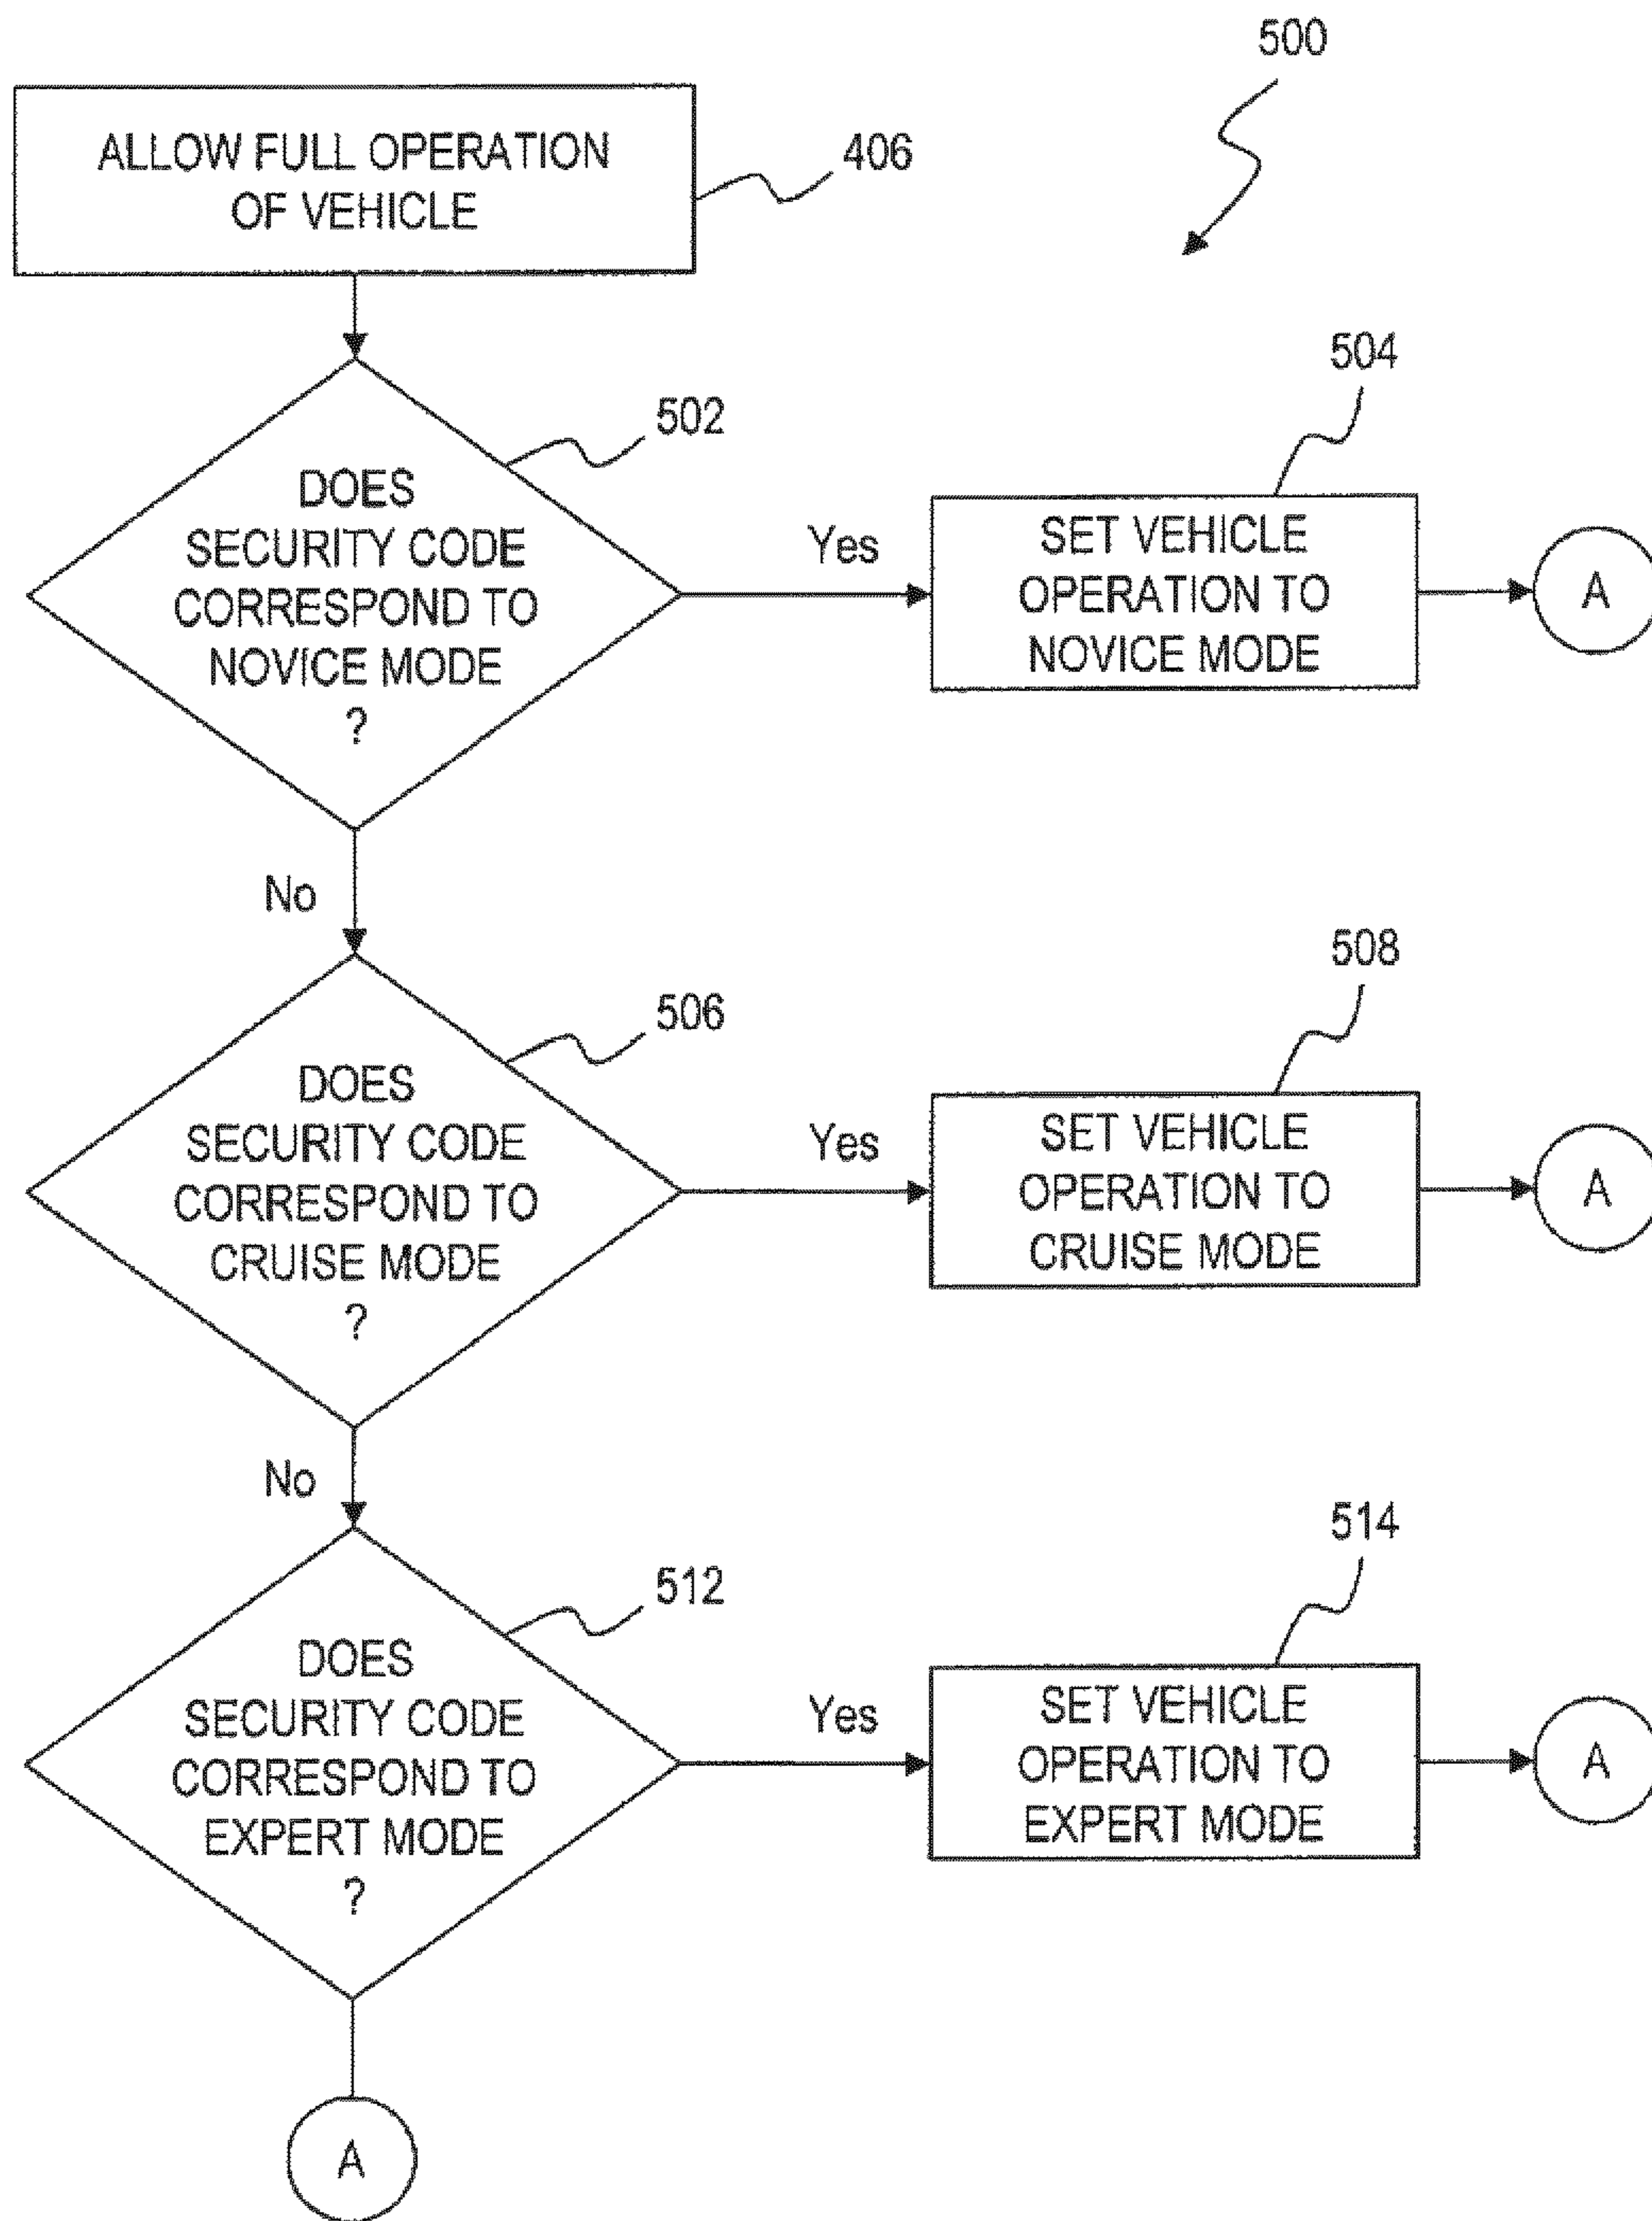 500
ALLOW FULL OPERATION
OF VEHICLE
406
502
DOES
SECURITY CODE
CORRESPOND TO
NOVICE MODE
?
Yes
504
SET VEHICLE
OPERATION TO
NOVICE MODE
A
No
506
DOES
SECURITY CODE
CORRESPOND TO
CRUISE MODE
?
Yes
508
SET VEHICLE
OPERATION TO
CRUISE MODE
A
No
512
DOES
SECURITY CODE
CORRESPOND TO
EXPERT MODE
?
Yes
514
SET VEHICLE
OPERATION TO
EXPERT MODE
A
A